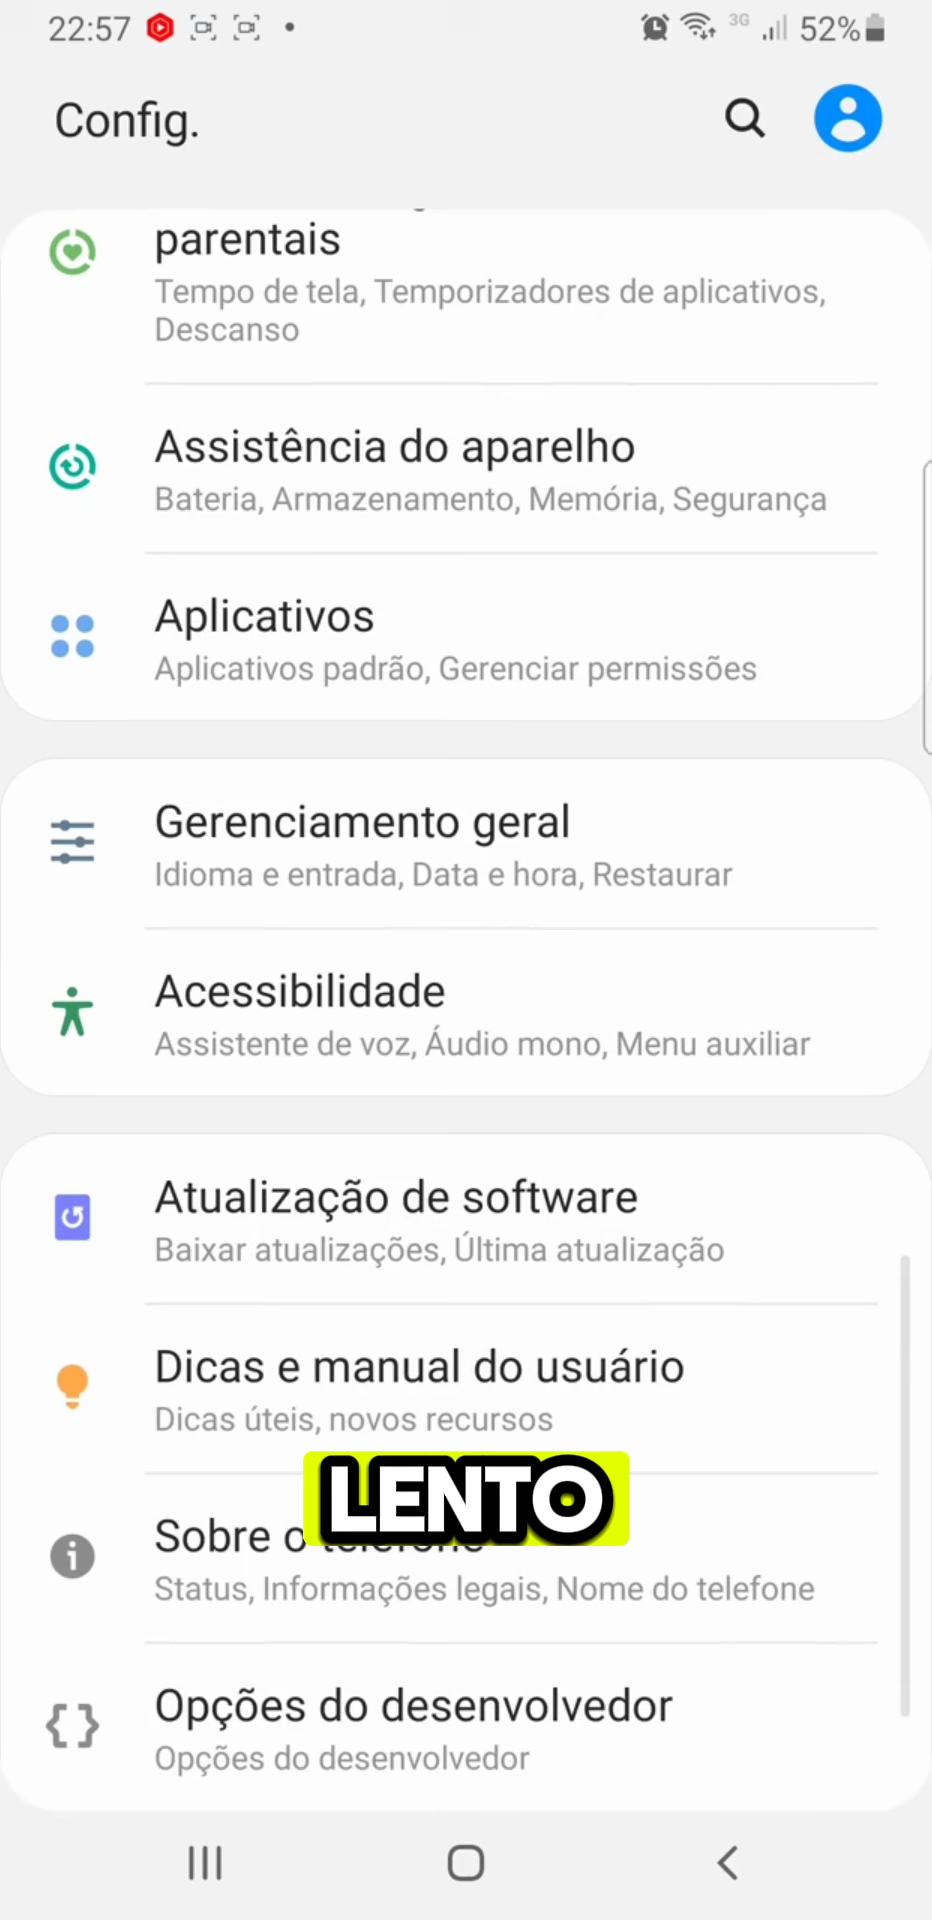 22:57
3G
52%
Config.
parentais
Tempo de tela, Temporizadores de aplicativos,
Descanso
Assistência do aparelho
Bateria, Armazenamento, Memória, Segurança
Aplicativos
Aplicativos padrão, Gerenciar permissões
Gerenciamento geral
Idioma e entrada, Data e hora, Restaurar
Acessibilidade
Assistente de voz, Áudio mono, Menu auxiliar
Atualização de software
Baixar atualizações, Última atualização
Dicas e manual do usuário
Dicas úteis, novos recursos
LENTO
Sobre o telefone
Status, Informações legais, Nome do telefone
Opções do desenvolvedor
Opções do desenvolvedor